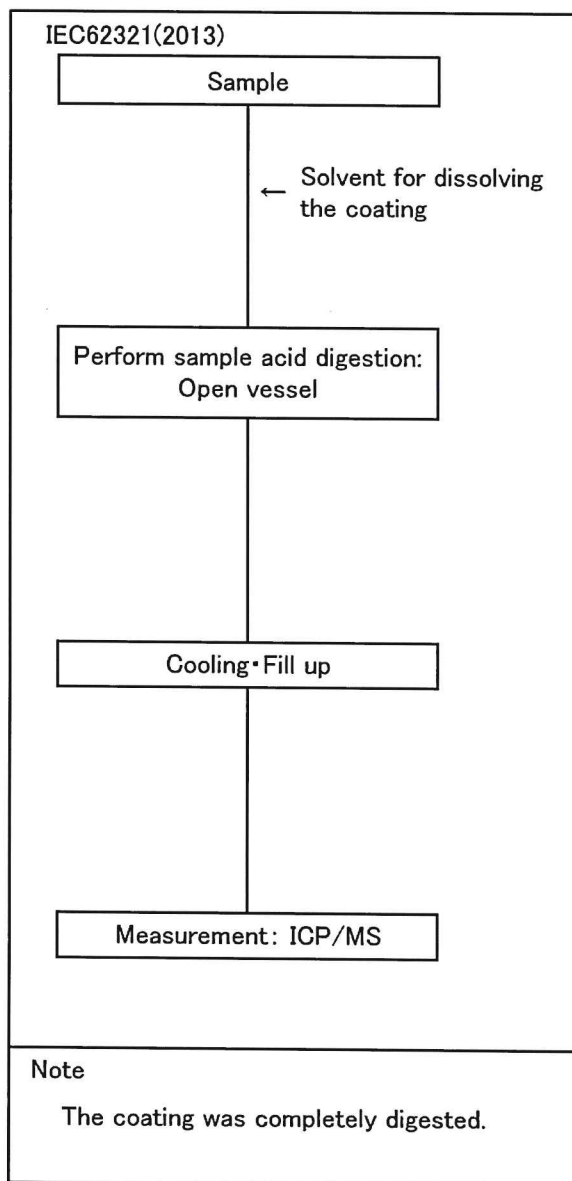 IEC62321(2013)
Sample
← Solvent for dissolving
the coating
Perform sample acid digestion:
Open vessel
Cooling・Fill up
Measurement: ICP/MS
Note
The coating was completely digested.